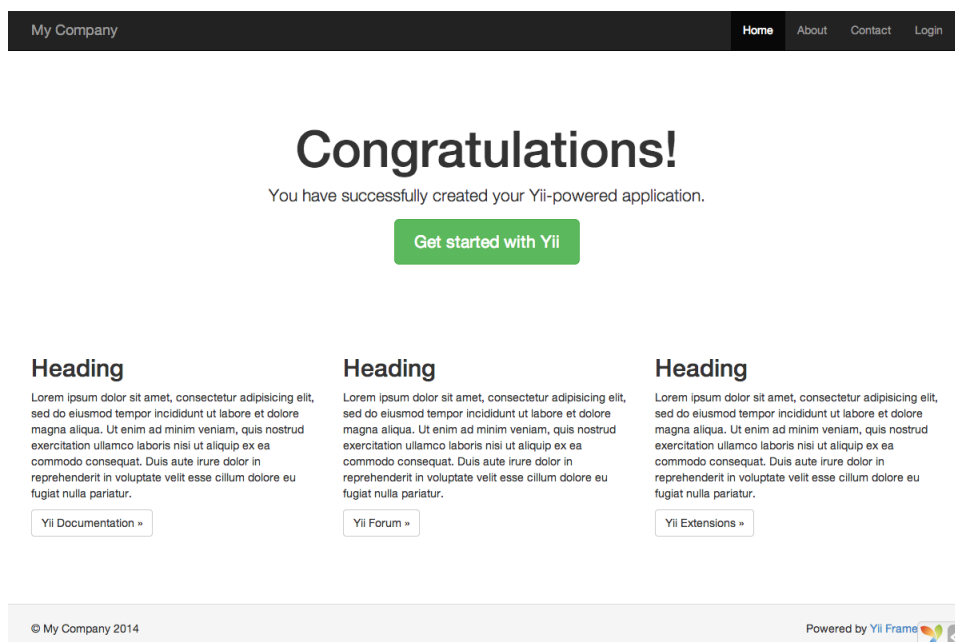 My Company Home About Contact Login
Congratulations!
You have successfully created your Yii-powered application.
Get started with Yii
Heading
Lorem ipsum dolor sit amet, consectetur adipisicing elit,
sed do eiusmod tempor incididunt ut labore et dolore
magna aliqua. Ut enim ad minim veniam, quis nostrud
exercitation ullamco laboris nisi ut aliquip ex ea
commodo consequat. Duis aute irure dolor in
reprehenderit in voluptate velit esse cillum dolore eu
fugiat nulla pariatur.
Yii Documentation »
Heading
Lorem ipsum dolor sit amet, consectetur adipisicing elit,
sed do eiusmod tempor incididunt ut labore et dolore
magna aliqua. Ut enim ad minim veniam, quis nostrud
exercitation ullamco laboris nisi ut aliquip ex ea
commodo consequat. Duis aute irure dolor in
reprehenderit in voluptate velit esse cillum dolore eu
fugiat nulla pariatur.
Yii Forum »
Heading
Lorem ipsum dolor sit amet, consectetur adipisicing elit,
sed do eiusmod tempor incididunt ut labore et dolore
magna aliqua. Ut enim ad minim veniam, quis nostrud
exercitation ullamco laboris nisi ut aliquip ex ea
commodo consequat. Duis aute irure dolor in
reprehenderit in voluptate velit esse cillum dolore eu
fugiat nulla pariatur.
Yii Extensions »
© My Company 2014 Powered by Yii Frame